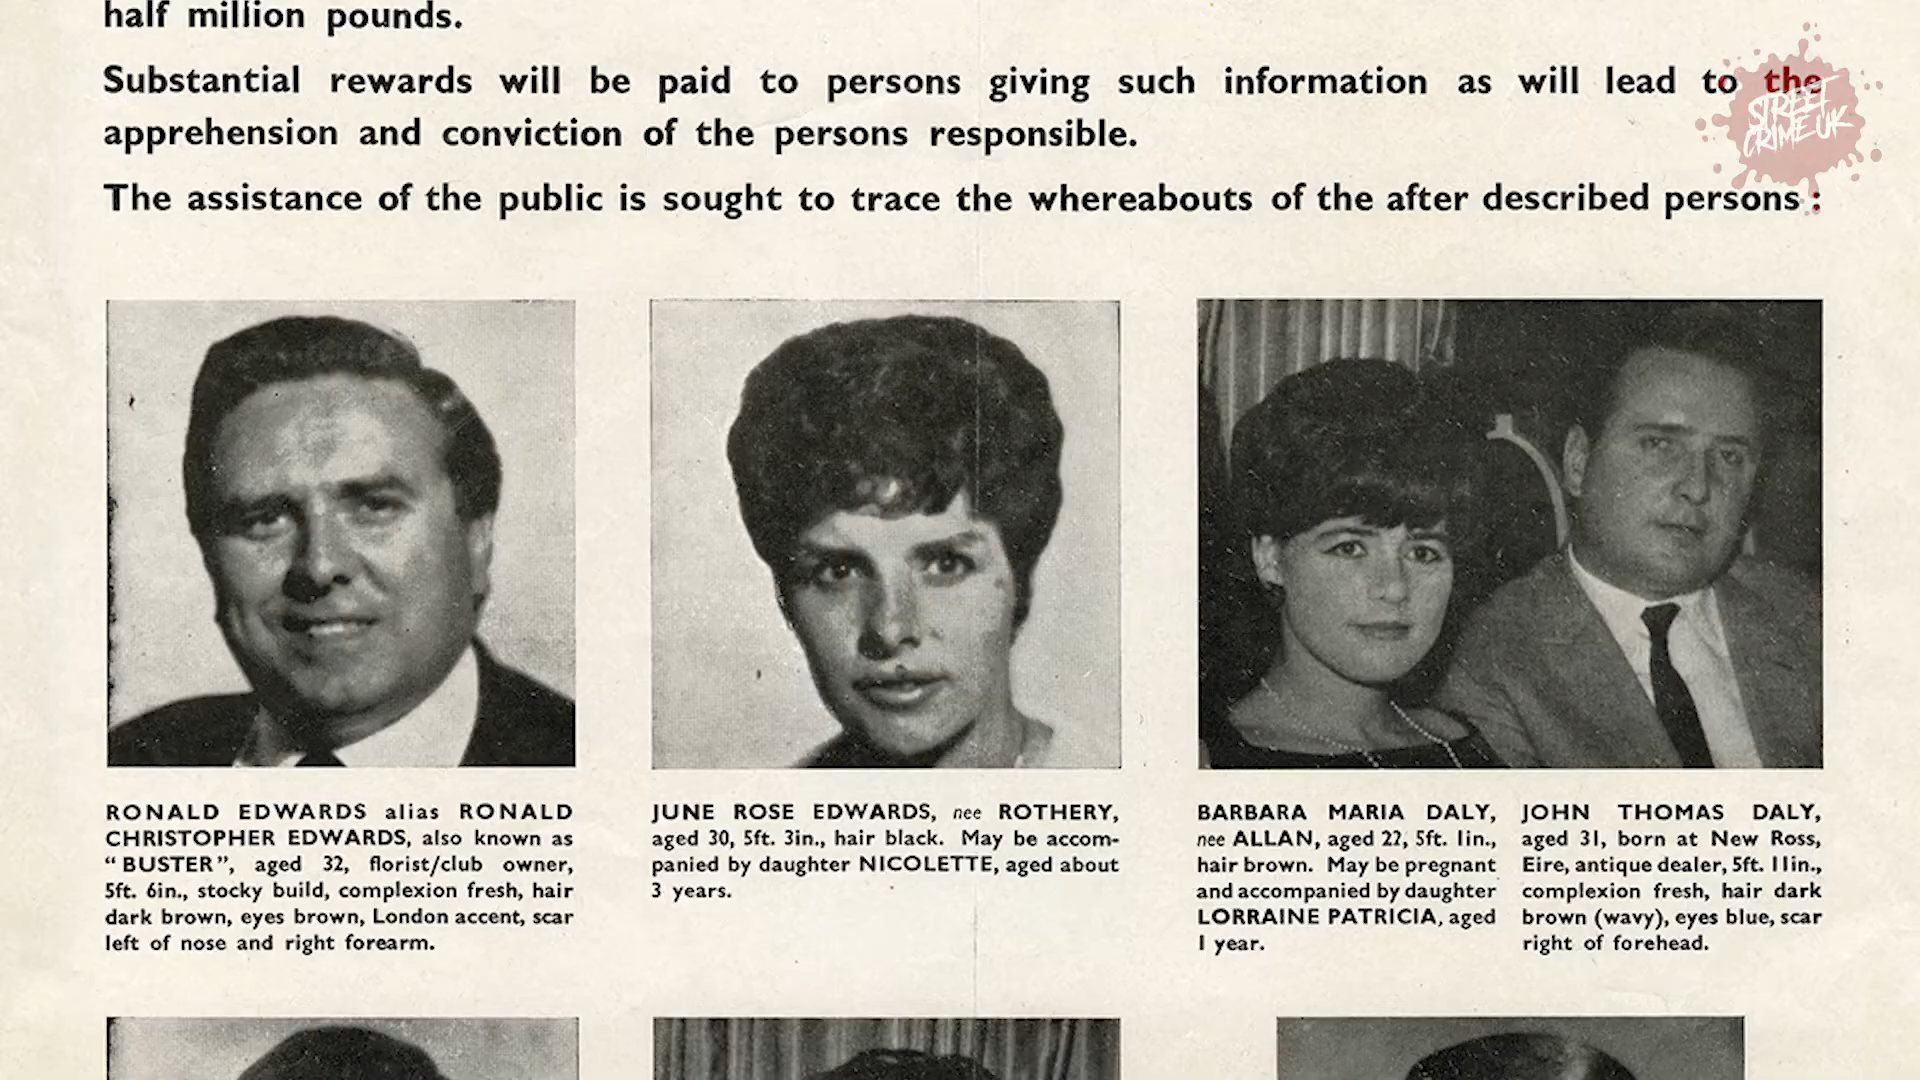 half million pounds.
Substantial rewards will be paid to persons giving such information as will lead to the
apprehension and conviction of the persons responsible.
The assistance of the public is sought to trace the whereabouts of the after described persons :
STREET
CRIME UK
RONALD EDWARDS alias RONALD
CHRISTOPHER EDWARDS, also known as
“BUSTER”, aged 32, florist/club owner,
5ft. 6in., stocky build, complexion fresh, hair
dark brown, eyes brown, London accent, scar
left of nose and right forearm.
JUNE ROSE EDWARDS, nee ROTHERY,
aged 30, 5ft. 3in., hair black. May be accom-
panied by daughter NICOLETTE, aged about
3 years.
BARBARA MARIA DALY,
nee ALLAN, aged 22, 5ft. 1in.,
hair brown. May be pregnant
and accompanied by daughter
LORRAINE PATRICIA, aged
1 year.
JOHN THOMAS DALY,
aged 31, born at New Ross,
Eire, antique dealer, 5ft. 11in.,
complexion fresh, hair dark
brown (wavy), eyes blue, scar
right of forehead.